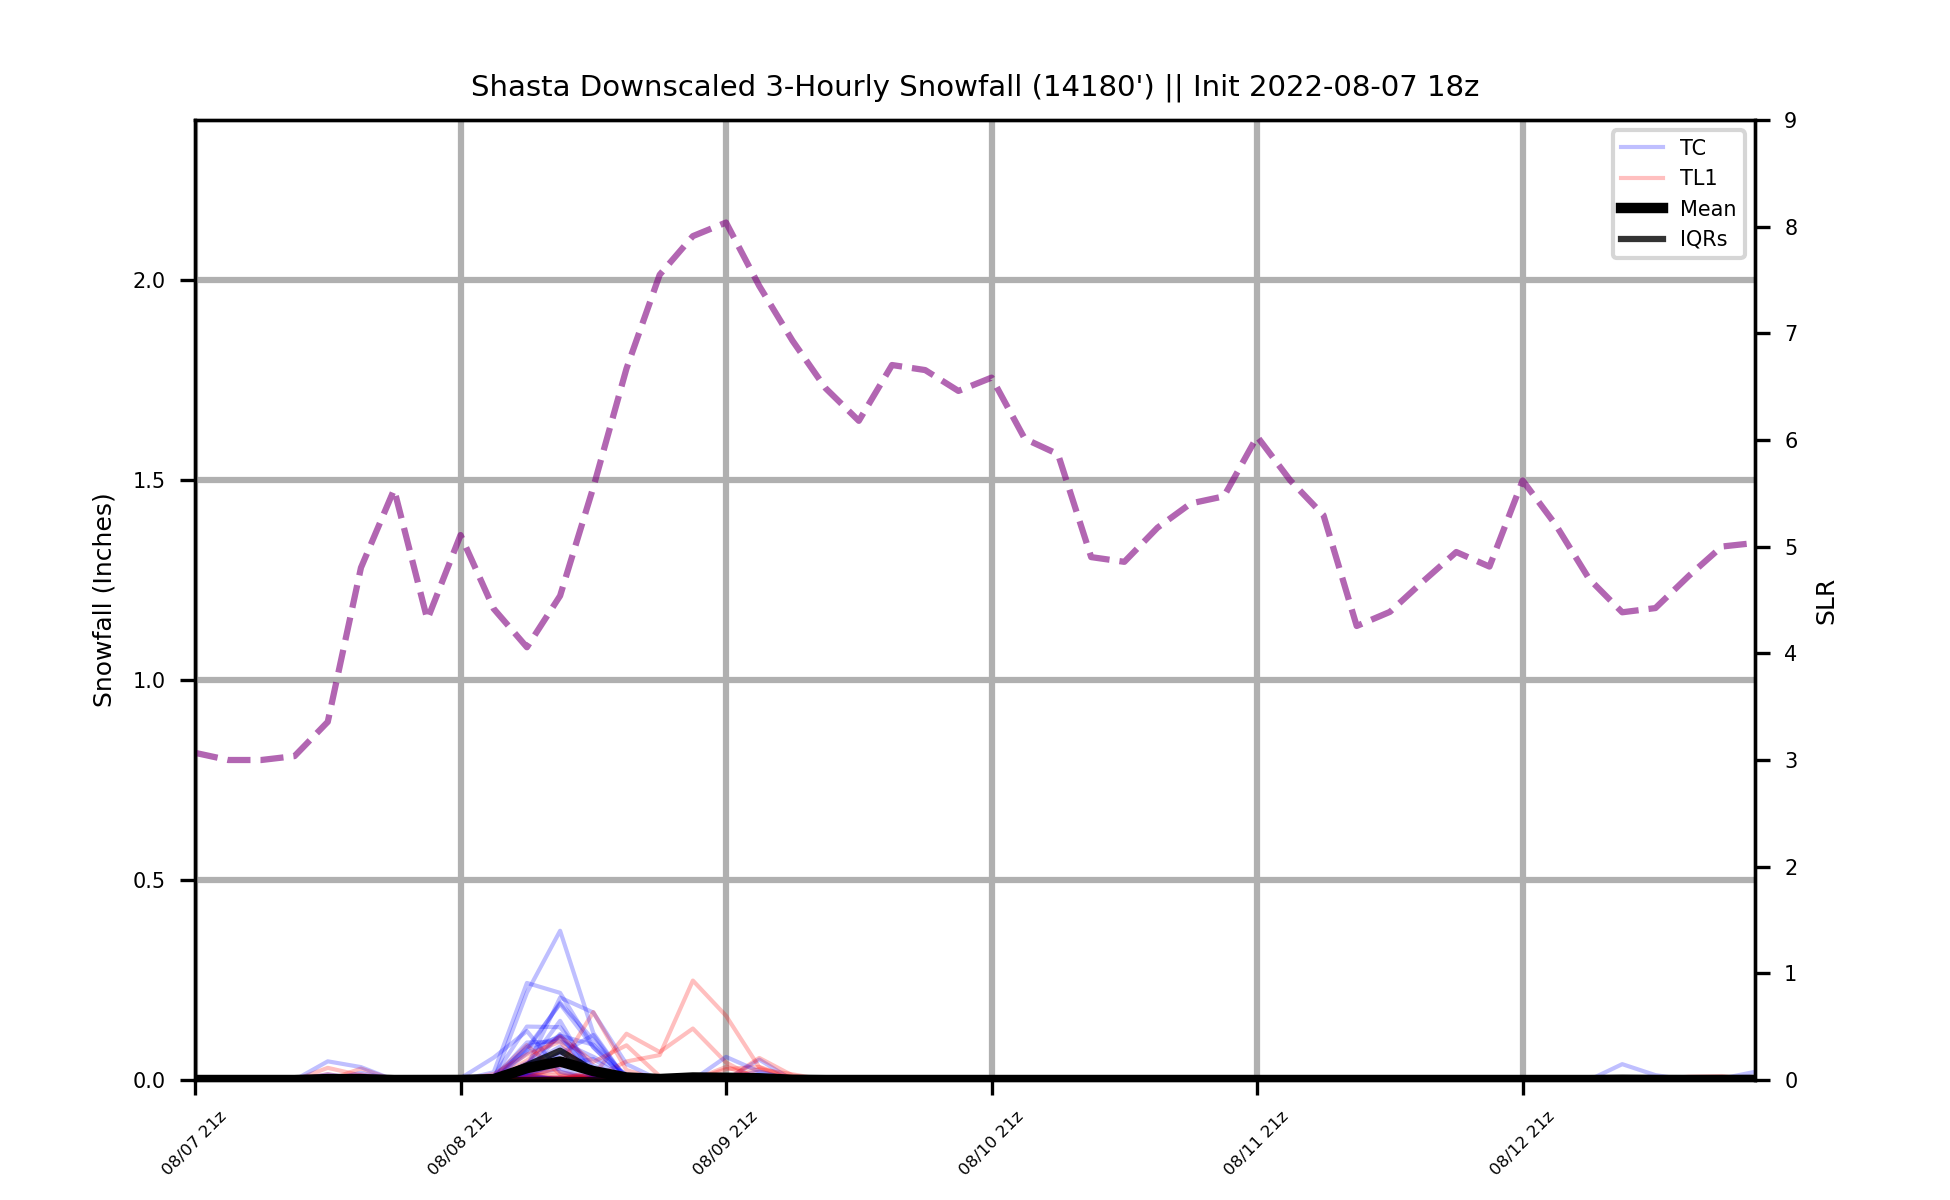 Shasta Downscaled 3-Hourly Snowfall (14180') || Init 2022-08-07 18z
TC
TL1
Mean
IQRs
Snowfall (Inches)
2.0
1.5
1.0
0.5
0.0
9
8
7
6
5
4
3
2
1
0
SLR
08/07 21z
08/08 21z
08/09 21z
08/10 21z
08/11 21z
08/12 21z